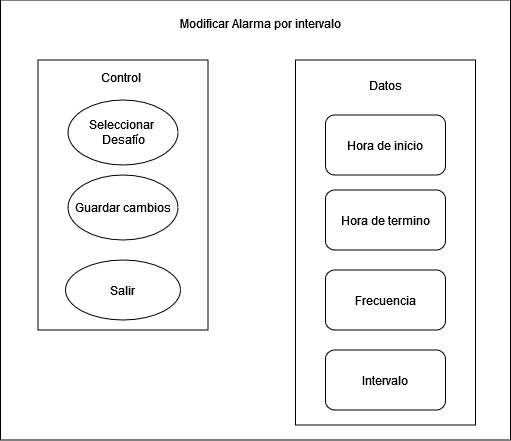 Modificar Alarma por intervalo
Control
Seleccionar
Desafío
Guardar cambios
Salir
Datos
Hora de inicio
Hora de termino
Frecuencia
Intervalo